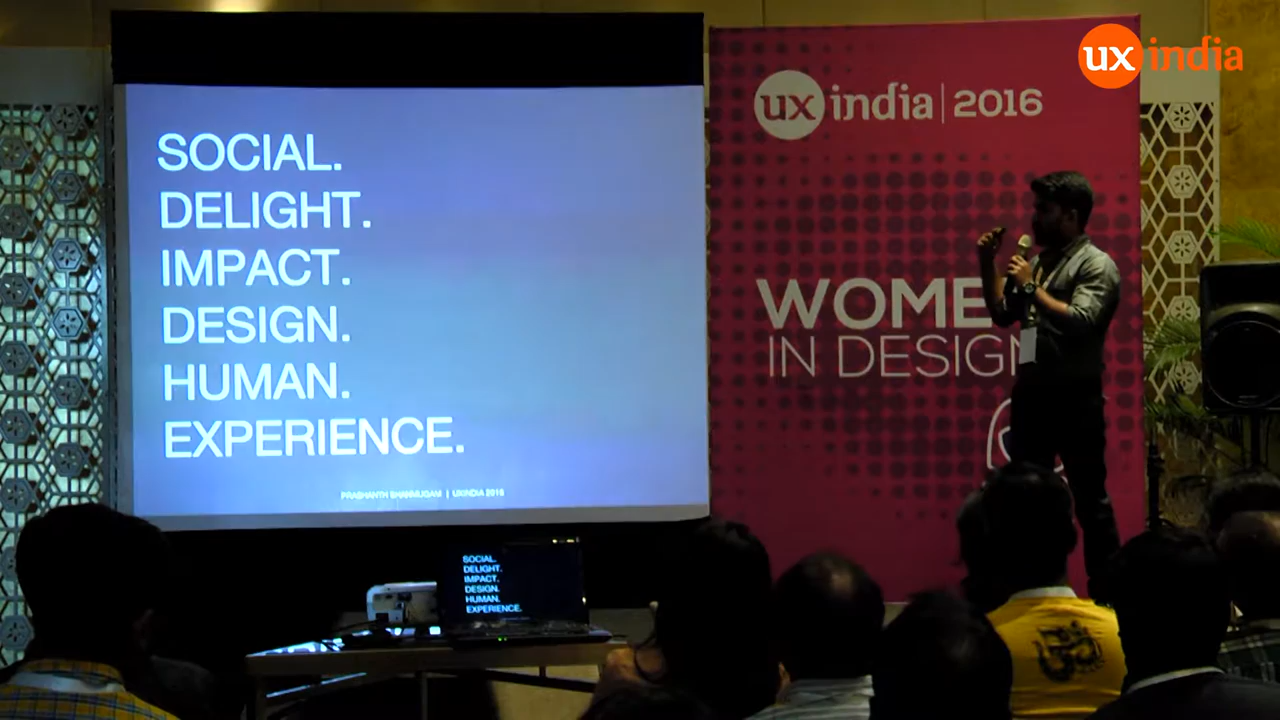 SOCIAL.
DELIGHT.
IMPACT.
DESIGN.
HUMAN.
EXPERIENCE.
PRASHANTH SHANMUGAM | UXINDIA 2016
ux india | 2016
WOME
IN DESIGN
ux india
SOCIAL.
DELIGHT.
IMPACT.
DESIGN.
HUMAN.
EXPERIENCE.
ॐ